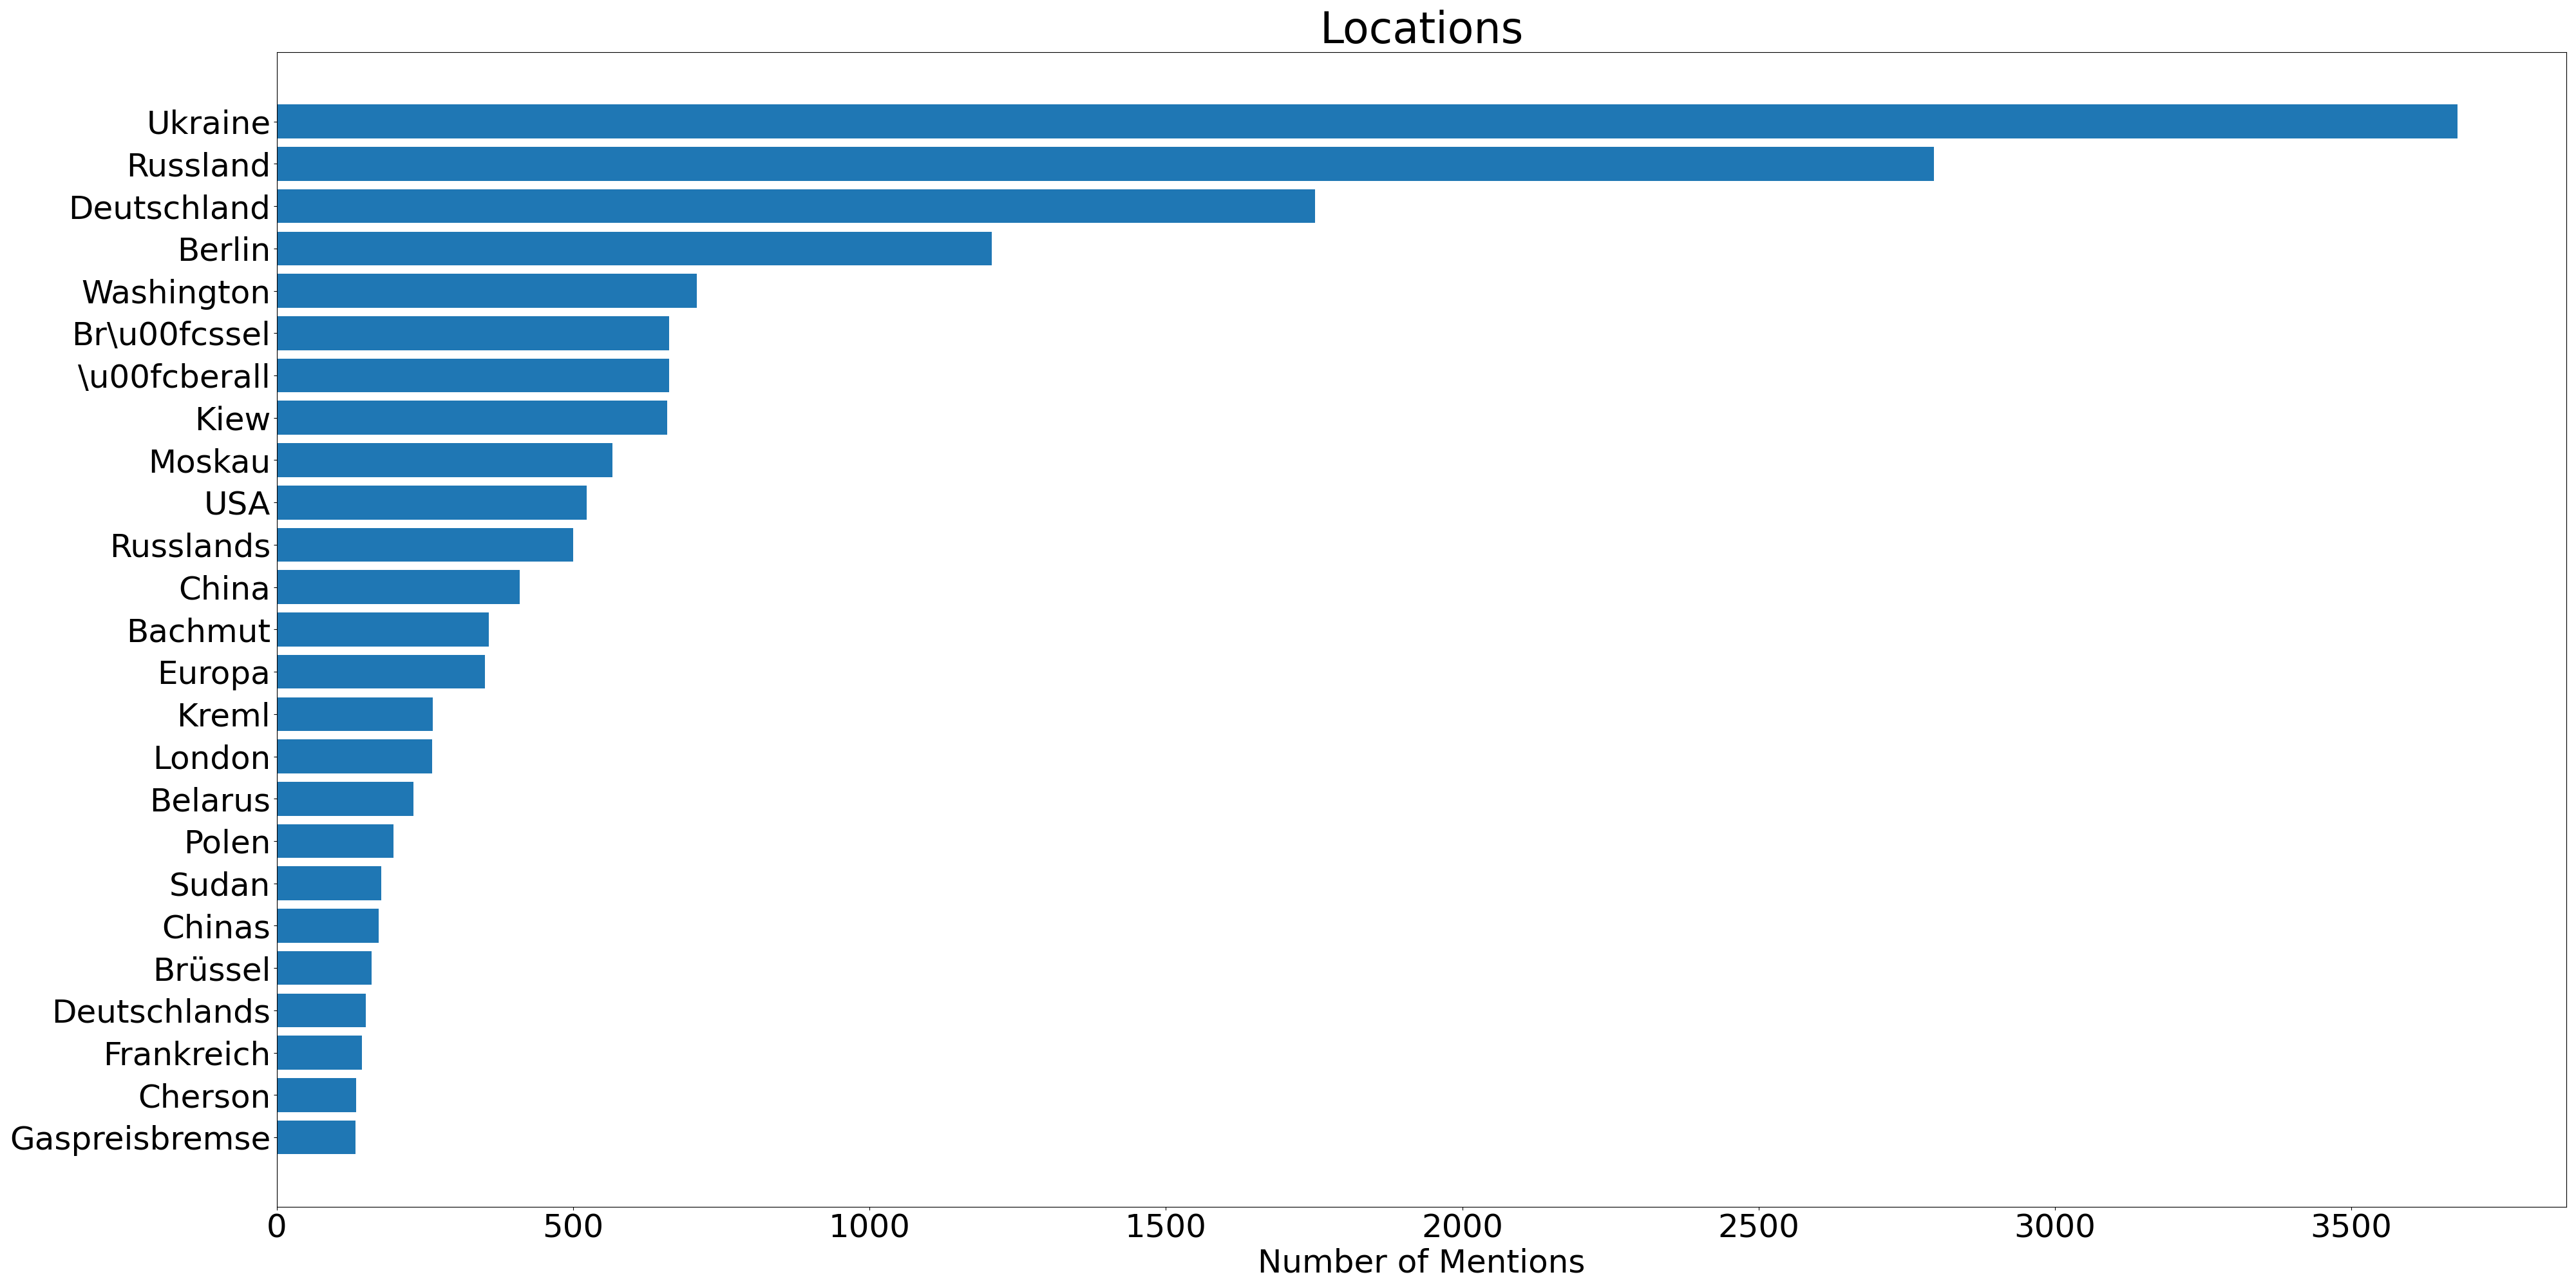 Locations
Ukraine
Russland
Deutschland
Berlin
Washington
Br\u00fcssel
\u00fcberall
Kiew
Moskau
USA
Russlands
China
Bachmut
Europa
Kreml
London
Belarus
Polen
Sudan
Chinas
Brüssel
Deutschlands
Frankreich
Cherson
Gaspreisbremse
0 500 1000 1500 2000 2500 3000 3500
Number of Mentions